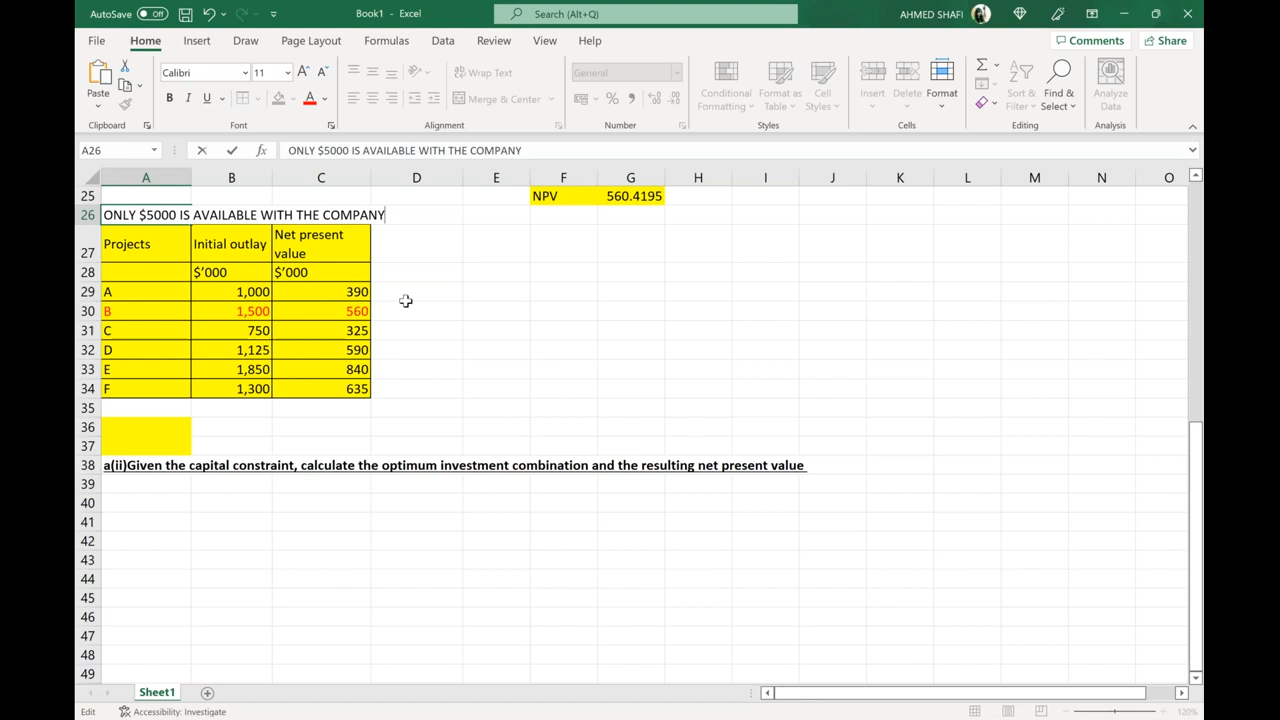 AutoSave Off Book1 - Excel Search (Alt+Q) AHMED SHAFI
File Home Insert Draw Page Layout Formulas Data Review View Help Comments Share
Calibri 11 Wrap Text General
Paste B I U Merge & Center % Conditional Formatting Format as Table Cell Styles Insert Delete Format Sort & Filter Find & Select Analyze Data
Clipboard Font Alignment Number Styles Cells Editing Analysis
A26 fx ONLY $5000 IS AVAILABLE WITH THE COMPANY
A B C D E F G H I J K L M N O
25 NPV 560.4195
26 ONLY $5000 IS AVAILABLE WITH THE COMPANY
27 Projects Initial outlay Net present value
28 $’000 $’000
29 A 1,000 390
30 B 1,500 560
31 C 750 325
32 D 1,125 590
33 E 1,850 840
34 F 1,300 635
35
36
37
38 a(ii)Given the capital constraint, calculate the optimum investment combination and the resulting net present value
39
40
41
42
43
44
45
46
47
48
49
Sheet1
Edit Accessibility: Investigate 120%